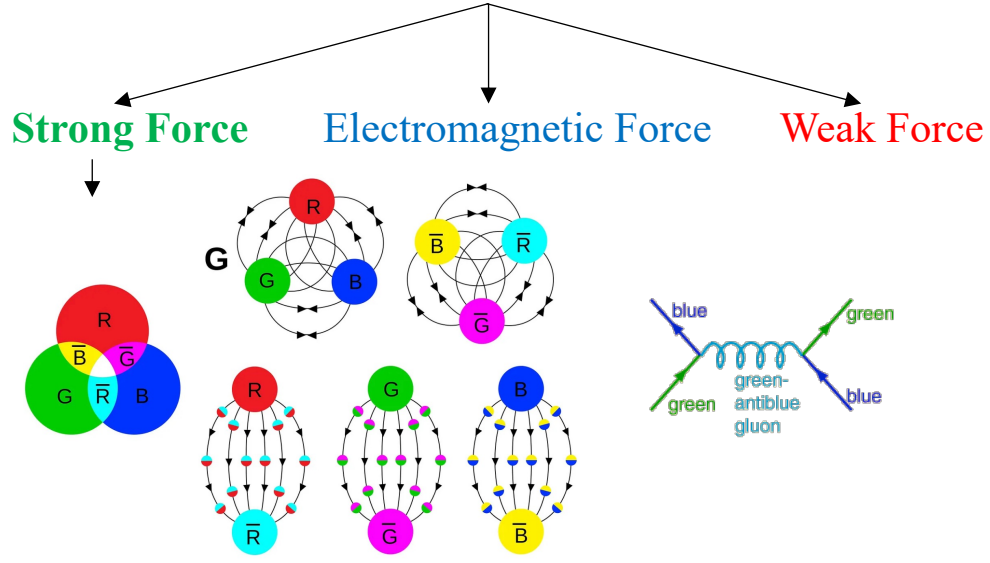 Strong Force
Electromagnetic Force
Weak Force
R
G
G
B
B̅
R̅
G̅
R
B̅
G̅
G
R̅
B
R
G
B
R̅
G̅
B̅
blue
green
green
blue
green-
antiblue
gluon